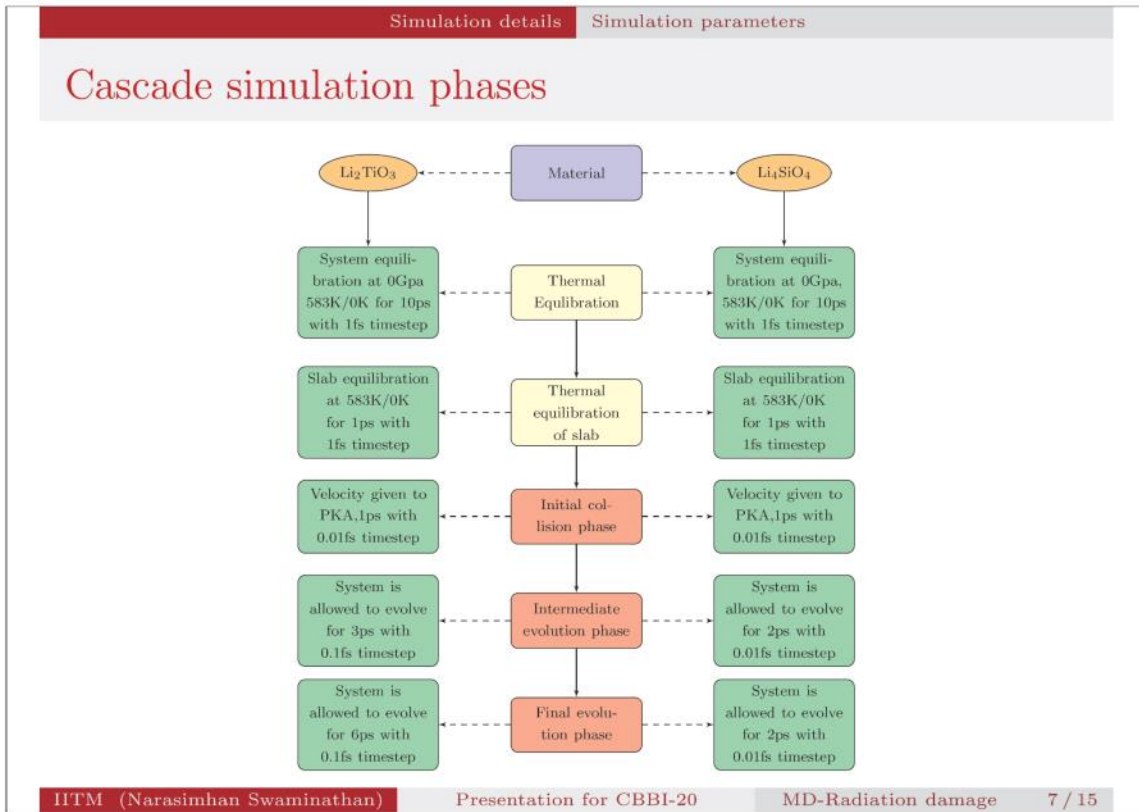 Simulation details Simulation parameters
Cascade simulation phases
Li₂TiO₃
Material
Li₄SiO₄
System equili-
bration at 0Gpa
583K/0K for 10ps
with 1fs timestep
Thermal
Equlibration
System equili-
bration at 0Gpa,
583K/0K for 10ps
with 1fs timestep
Slab equilibration
at 583K/0K
for 1ps with
1fs timestep
Thermal
equilibration
of slab
Slab equilibration
at 583K/0K
for 1ps with
1fs timestep
Velocity given to
PKA,1ps with
0.01fs timestep
Initial col-
lision phase
Velocity given to
PKA,1ps with
0.01fs timestep
System is
allowed to evolve
for 3ps with
0.1fs timestep
Intermediate
evolution phase
System is
allowed to evolve
for 2ps with
0.01fs timestep
System is
allowed to evolve
for 6ps with
0.1fs timestep
Final evolu-
tion phase
System is
allowed to evolve
for 2ps with
0.01fs timestep
IITM (Narasimhan Swaminathan) Presentation for CBBI-20 MD-Radiation damage 7 / 15